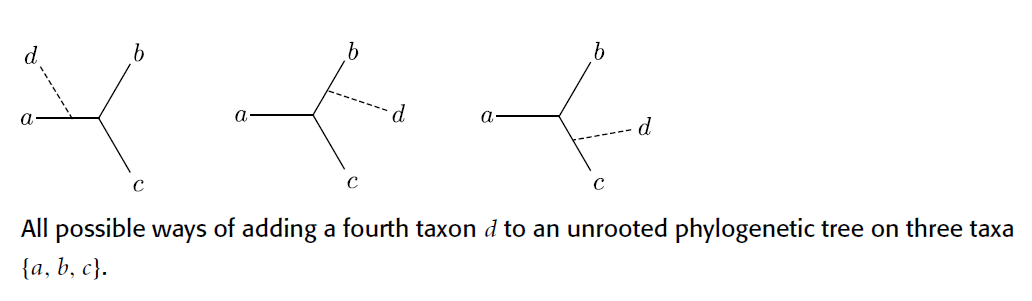 d b b b
a a d a d
c c c
All possible ways of adding a fourth taxon d to an unrooted phylogenetic tree on three taxa
{a, b, c}.